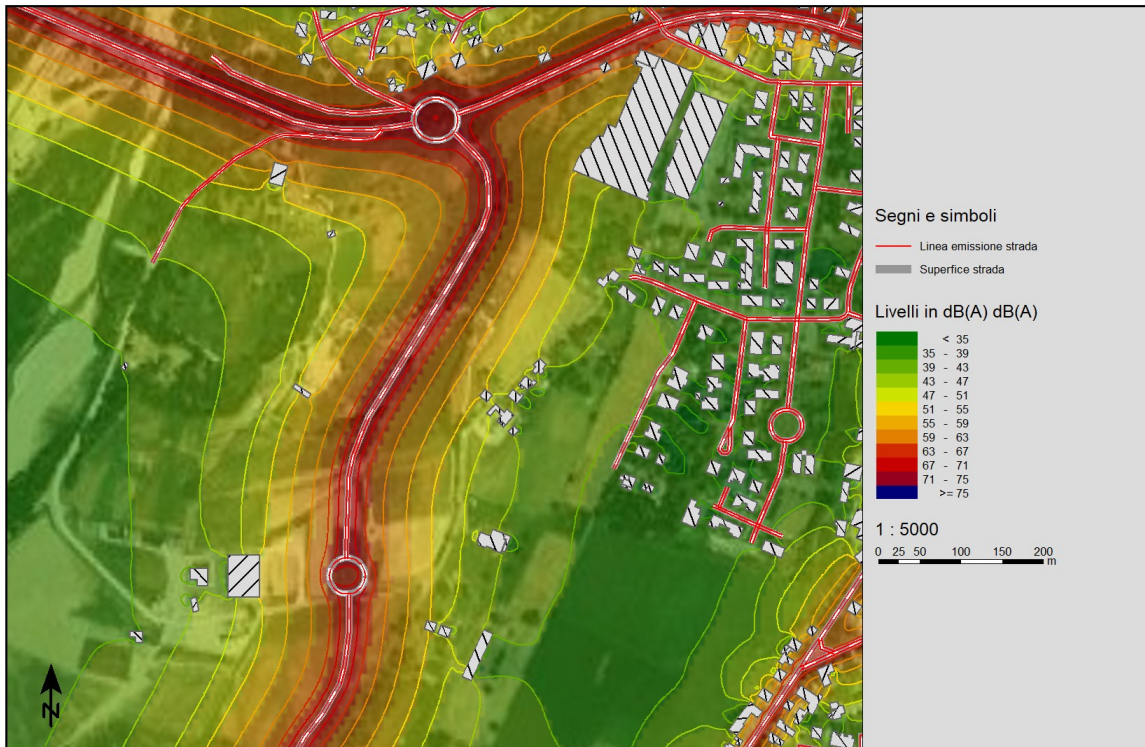 Segni e simboli
Linea emissione strada
Superfice strada
Livelli in dB(A) dB(A)
< 35
35 - 39
39 - 43
43 - 47
47 - 51
51 - 55
55 - 59
59 - 63
63 - 67
67 - 71
71 - 75
>= 75
1 : 5000
0 25 50 100 150 200
m
N